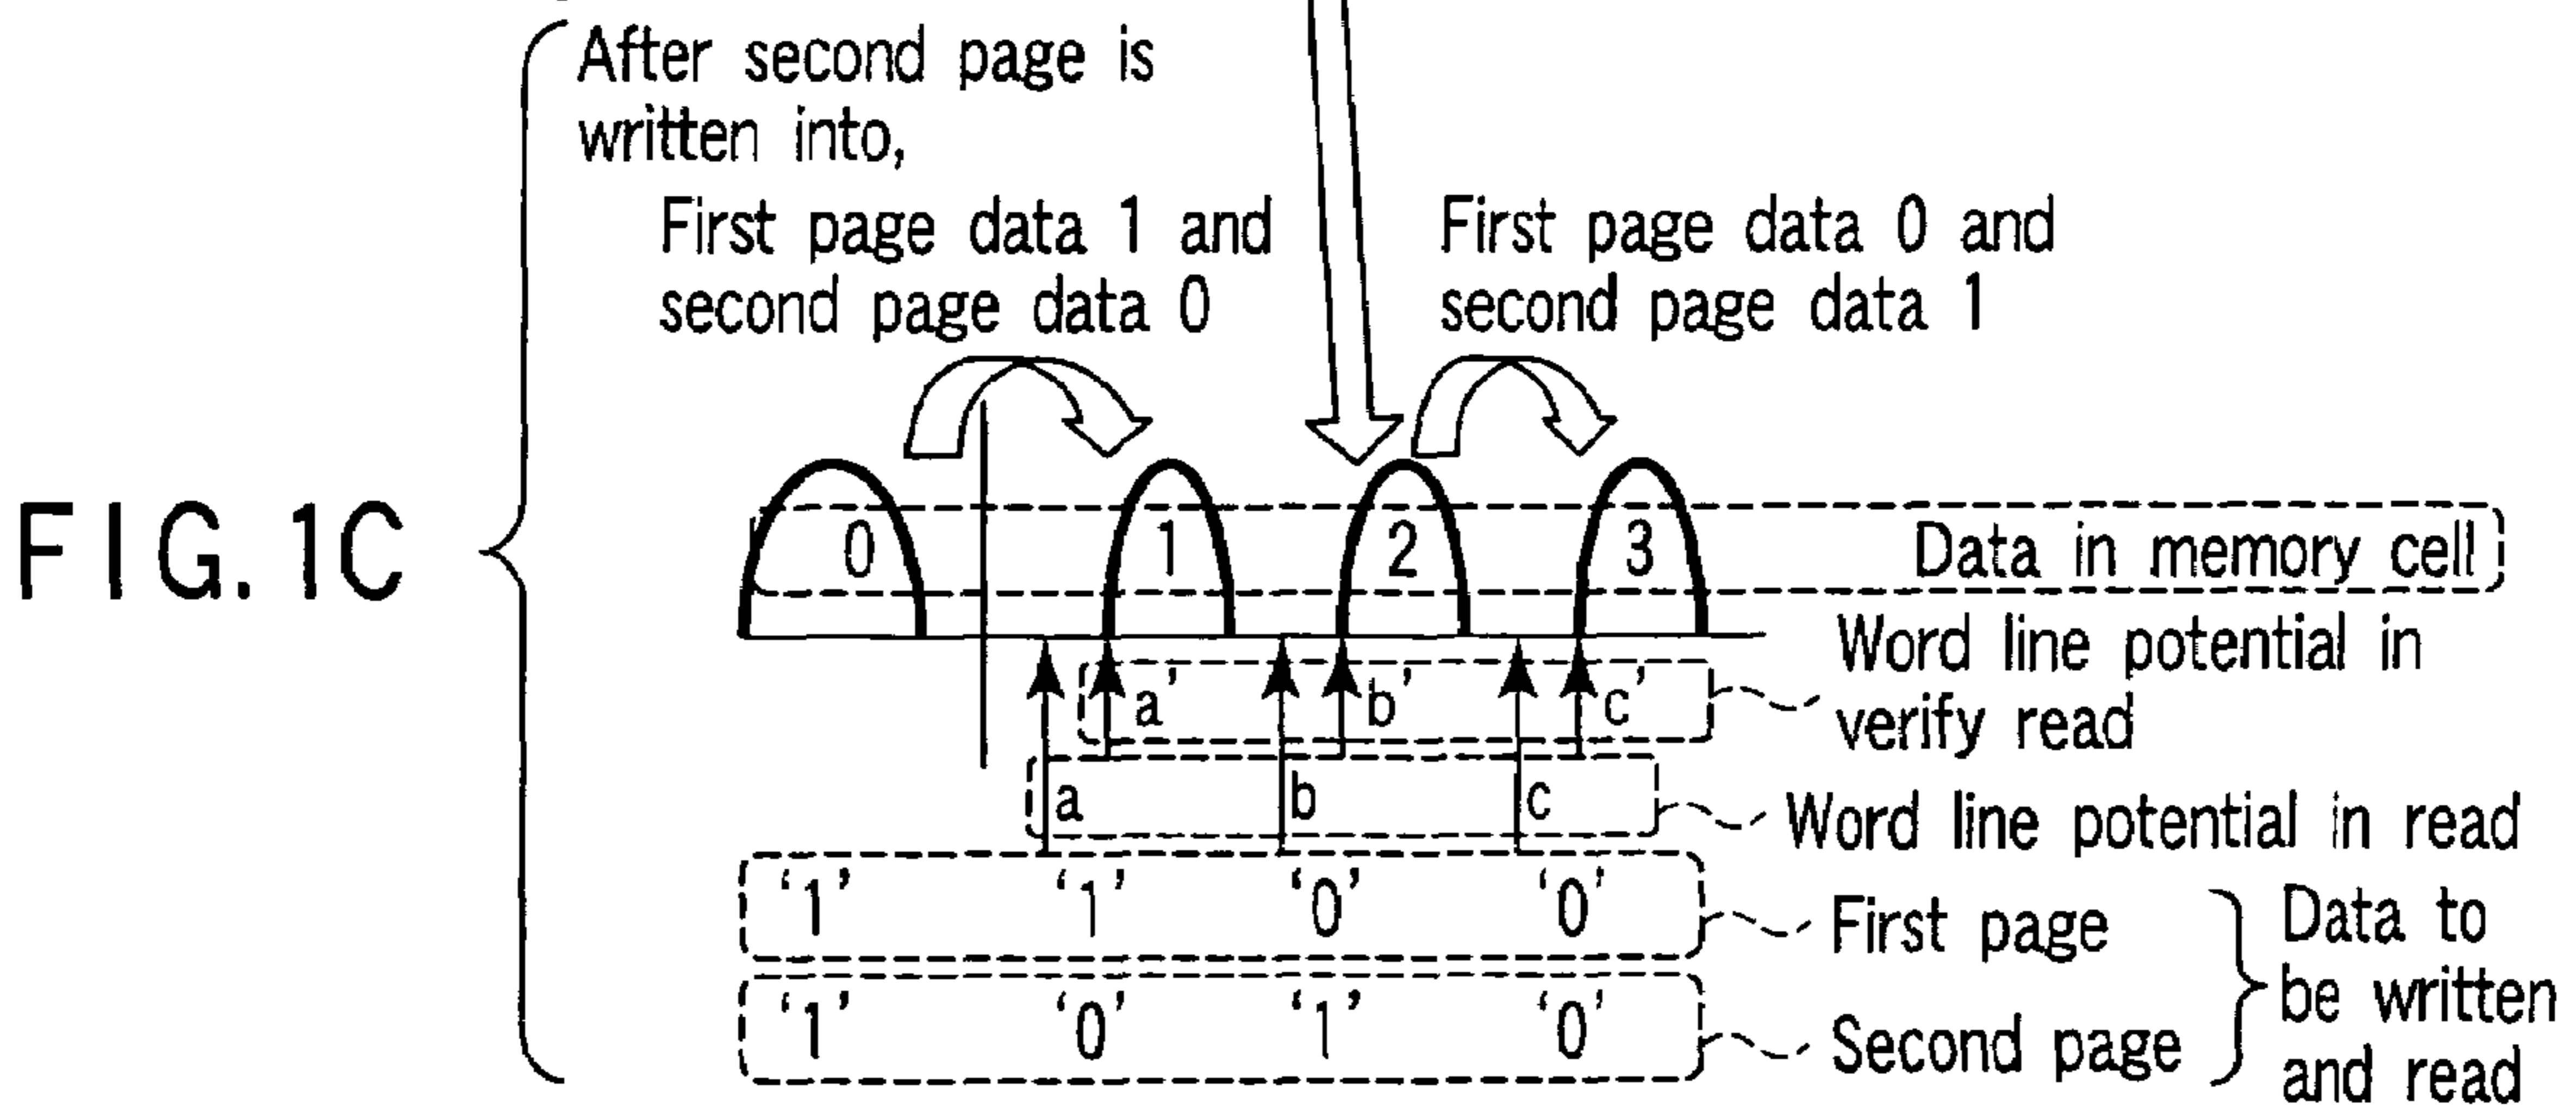 After second page is
written into,
First page data 1 and
second page data 0
First page data 0 and
second page data 1
FIG. 1C
0 1 2 3 Data in memory cell
a' b' c' Word line potential in
verify read
a b c Word line potential in read
'1' '1' '0' '0' First page
'1' '0' '1' '0' Second page
Data to
be written
and read